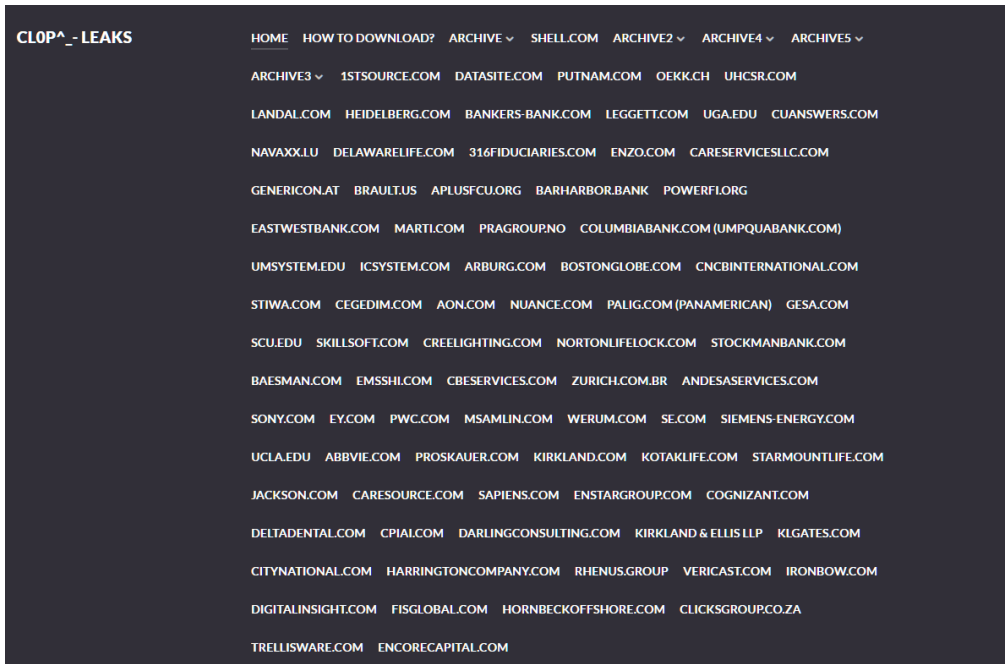 CL0P^_- LEAKS
HOME HOW TO DOWNLOAD? ARCHIVE SHELL.COM ARCHIVE2 ARCHIVE4 ARCHIVE5
ARCHIVE3 1STSOURCE.COM DATASITE.COM PUTNAM.COM OEKK.CH UHCSR.COM
LANDAL.COM HEIDELBERG.COM BANKERS-BANK.COM LEGGETT.COM UGA.EDU CUANSWERS.COM
NAVAXX.LU DELAWARELIFE.COM 316FIDUCIARIES.COM ENZO.COM CARESERVICESLLC.COM
GENERICON.AT BRAULT.US APLUSFCU.ORG BARHARBOR.BANK POWERFI.ORG
EASTWESTBANK.COM MARTI.COM PRAGROUP.NO COLUMBIABANK.COM (UMPQUABANK.COM)
UMSYSTEM.EDU ICSYSTEM.COM ARBURG.COM BOSTONGLOBE.COM CNCBINTERNATIONAL.COM
STIWA.COM CEGEDIM.COM AON.COM NUANCE.COM PALIG.COM (PANAMERICAN) GESA.COM
SCU.EDU SKILLSOFT.COM CREELIGHTING.COM NORTONLIFELOCK.COM STOCKMANBANK.COM
BAESMAN.COM EMSSHI.COM CBESERVICES.COM ZURICH.COM.BR ANDESASERVICES.COM
SONY.COM EY.COM PWC.COM MSAMLIN.COM WERUM.COM SE.COM SIEMENS-ENERGY.COM
UCLA.EDU ABBVIE.COM PROSKAUER.COM KIRKLAND.COM KOTAKLIFE.COM STARMOUNTLIFE.COM
JACKSON.COM CARESOURCE.COM SAPIENS.COM ENSTARGROUP.COM COGNIZANT.COM
DELTADENTAL.COM CPIAI.COM DARLINGCONSULTING.COM KIRKLAND & ELLIS LLP KLGATES.COM
CITYNATIONAL.COM HARRINGTONCOMPANY.COM RHENUS.GROUP VERICAST.COM IRONBOW.COM
DIGITALINSIGHT.COM FISGLOBAL.COM HORNBECKOFFSHORE.COM CLICKSGROUP.CO.ZA
TRELLISWARE.COM ENCORECAPITAL.COM